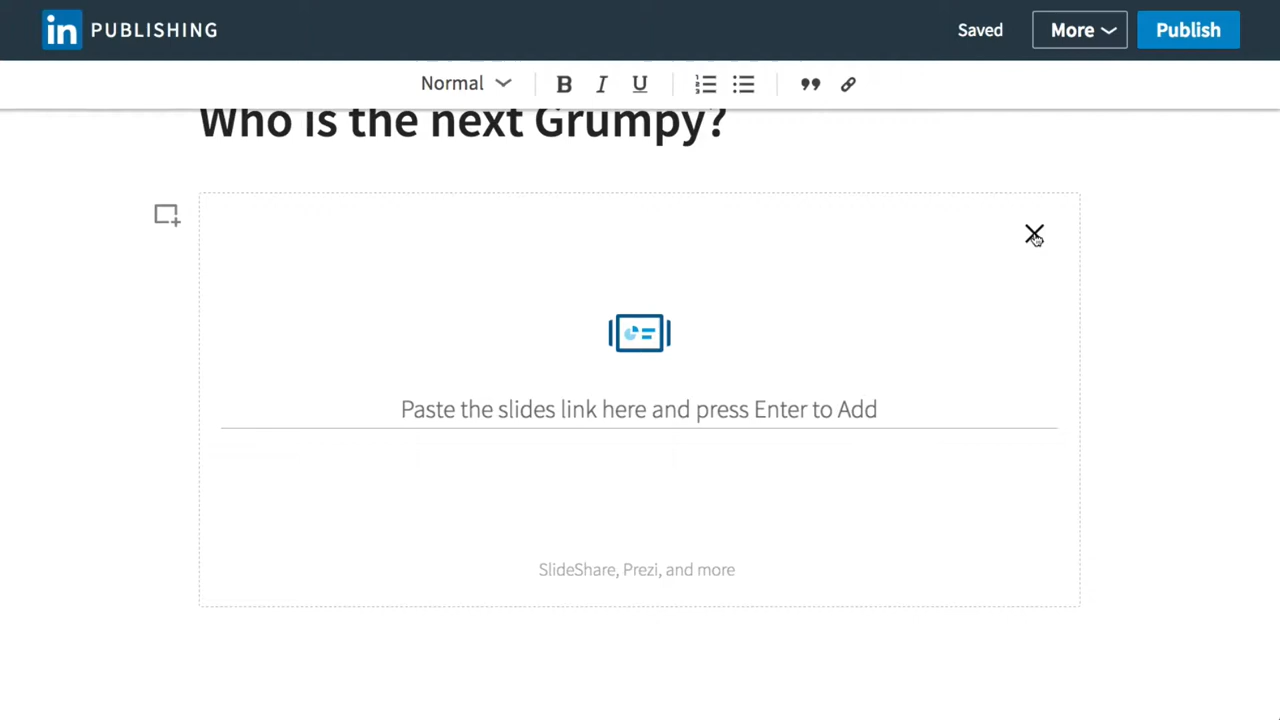 in PUBLISHING
Saved
More
Publish
Normal
B I U
Who is the next Grumpy?
Paste the slides link here and press Enter to Add
SlideShare, Prezi, and more